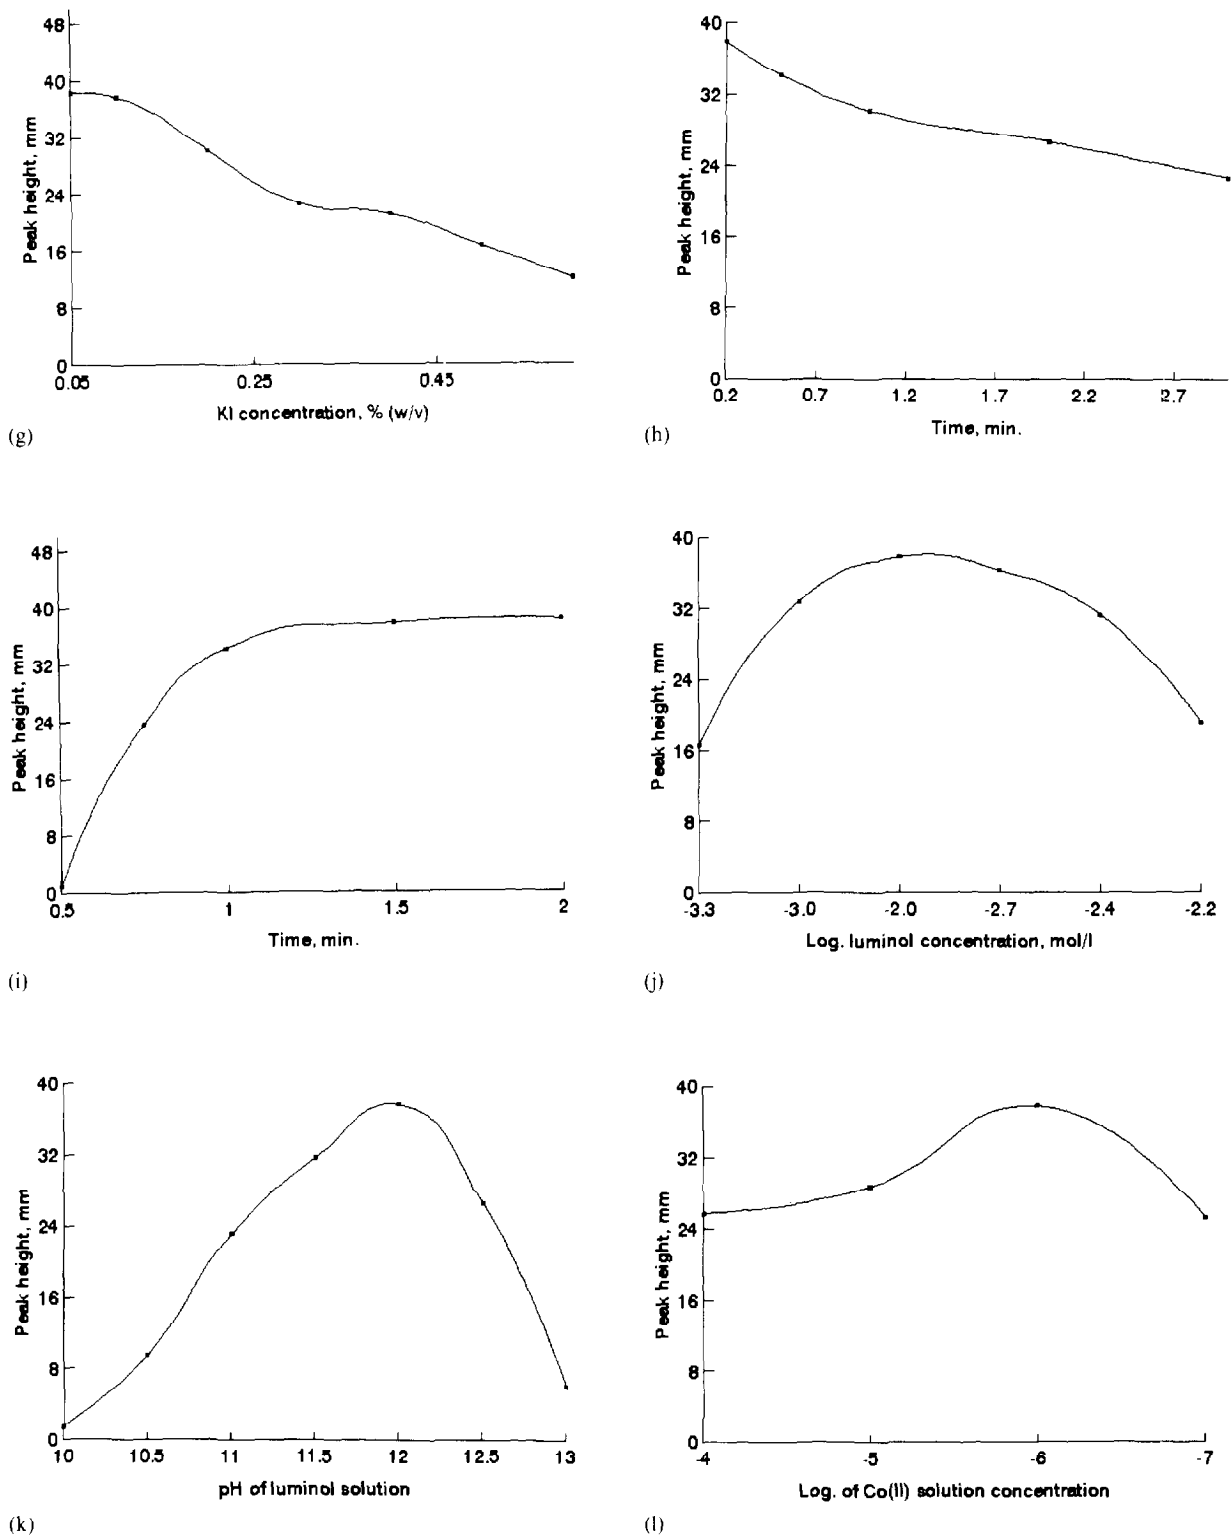 48
40
32
24
16
8
0
Peak height, mm
0.05 0.25 0.45
KI concentration, % (w/v)
(g)
40
32
24
16
8
0
Peak height, mm
0.2 0.7 1.2 1.7 2.2 2.7
Time, min.
(h)
48
40
32
24
16
8
0
Peak height, mm
0.5 1 1.5 2
Time, min.
(i)
40
32
24
16
8
0
Peak height, mm
-3.3 -3.0 -2.0 -2.7 -2.4 -2.2
Log. luminol concentration, mol/l
(j)
40
32
24
16
8
0
Peak height, mm
10 10.5 11 11.5 12 12.5 13
pH of luminol solution
(k)
40
32
24
16
8
0
Peak height, mm
-4 -5 -6 -7
Log. of Co(II) solution concentration
(l)